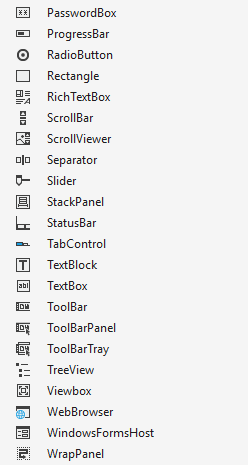 PasswordBox
ProgressBar
RadioButton
Rectangle
RichTextBox
ScrollBar
ScrollViewer
Separator
Slider
StackPanel
StatusBar
TabControl
TextBlock
TextBox
ToolBar
ToolBarPanel
ToolBarTray
TreeView
Viewbox
WebBrowser
WindowsFormsHost
WrapPanel